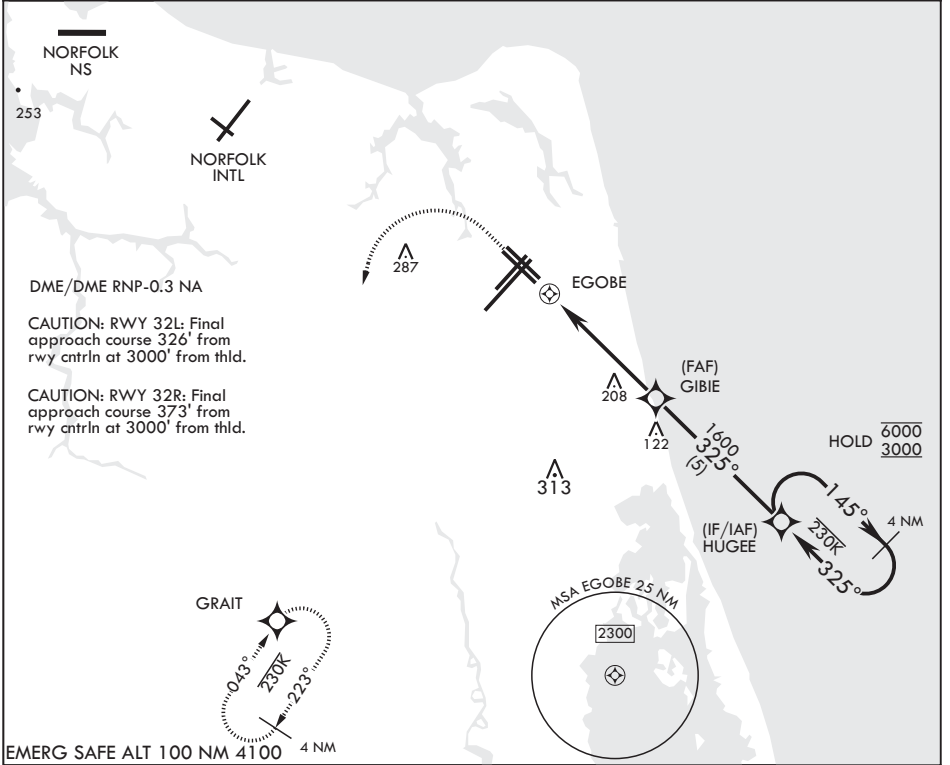 NORFOLK
NS
253
NORFOLK
INTL
287
EGOBE
DME/DME RNP-0.3 NA
CAUTION: RWY 32L: Final
approach course 326' from
rwy cntrln at 3000' from thld.
CAUTION: RWY 32R: Final
approach course 373' from
rwy cntrln at 3000' from thld.
(FAF)
GIBIE
208
122
1600
325°
(5)
HOLD 6000
3000
313
145°
4 NM
(IF/IAF)
HUGEE
230K
325°
MSA EGOBE 25 NM
2300
GRAIT
043°
230K
223°
4 NM
EMERG SAFE ALT 100 NM 4100